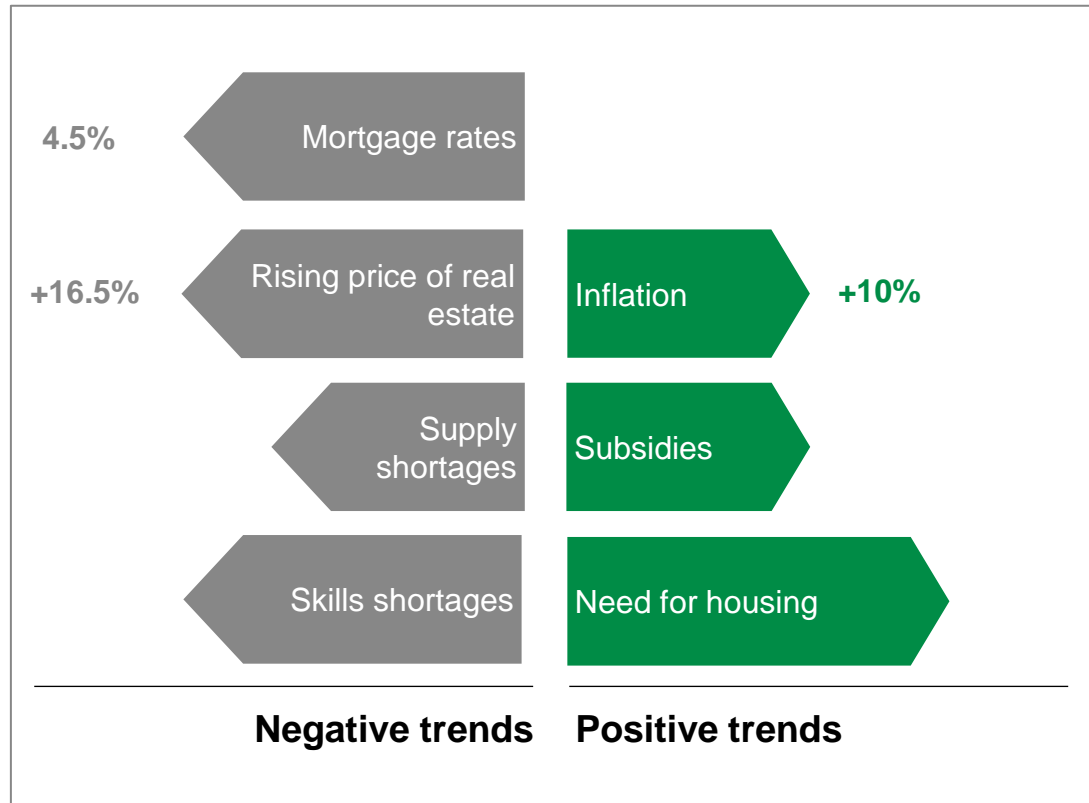 4.5%
Mortgage rates
+16.5%
Rising price of real
estate
Inflation
+10%
Supply
shortages
Subsidies
Skills shortages
Need for housing
Negative trends
Positive trends